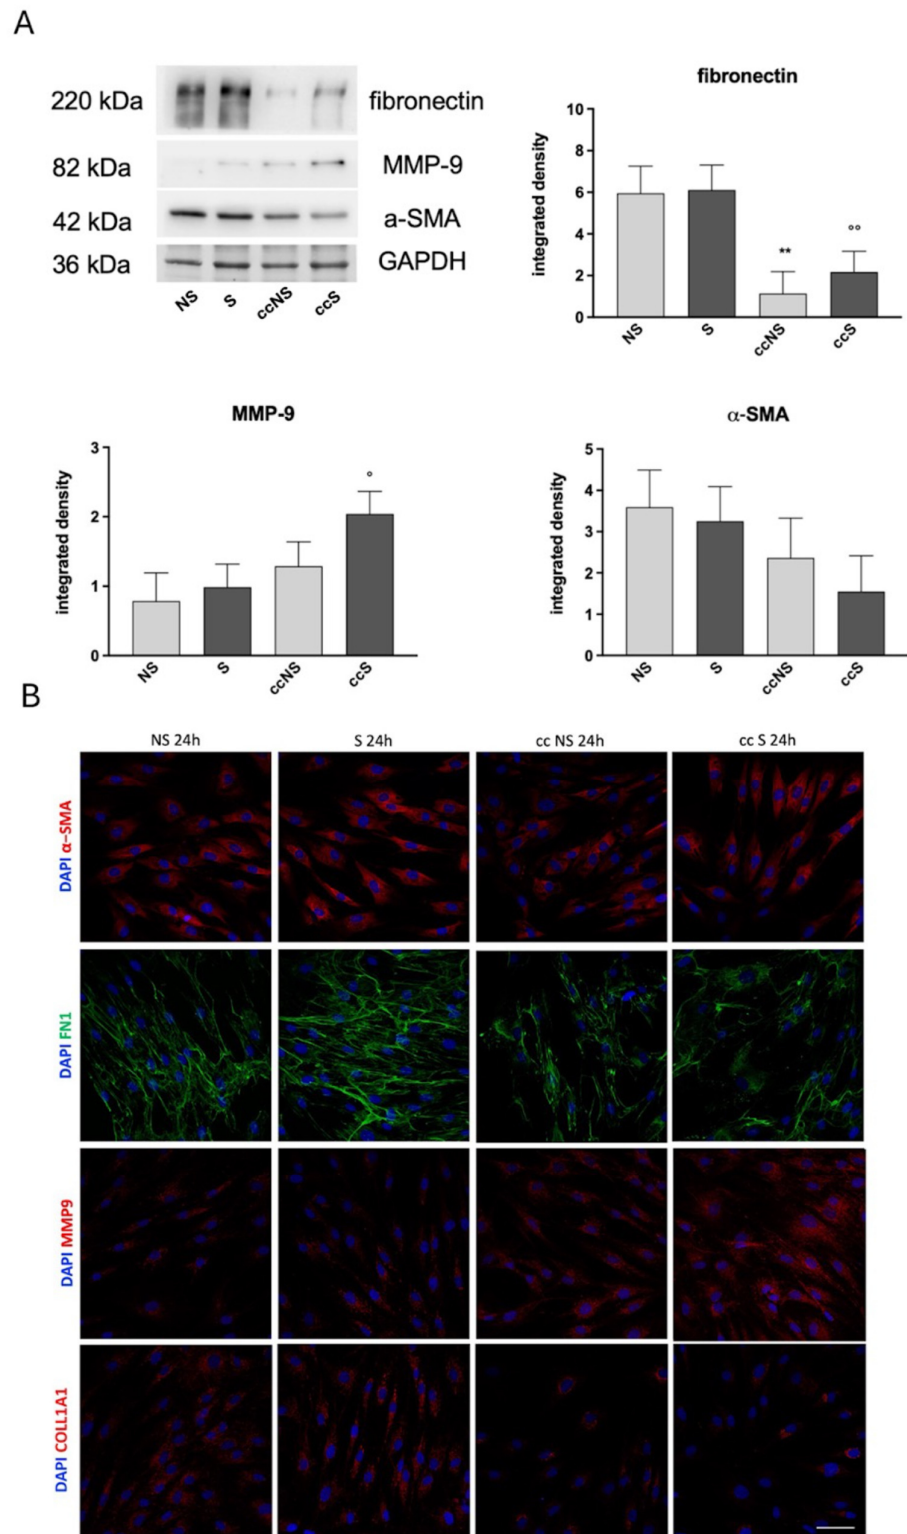 A
220 kDa
fibronectin
82 kDa
MMP-9
42 kDa
a-SMA
36 kDa
GAPDH
NS
S
ccNS
ccS
fibronectin
integrated density
10
8
6
4
2
0
**
°°
NS
S
ccNS
ccS
MMP-9
integrated density
3
2
1
0
°
NS
S
ccNS
ccS
α-SMA
integrated density
5
4
3
2
1
0
NS
S
ccNS
ccS
B
NS 24h
S 24h
cc NS 24h
cc S 24h
DAPI α–SMA
DAPI FN1
DAPI MMP9
DAPI COLL1A1